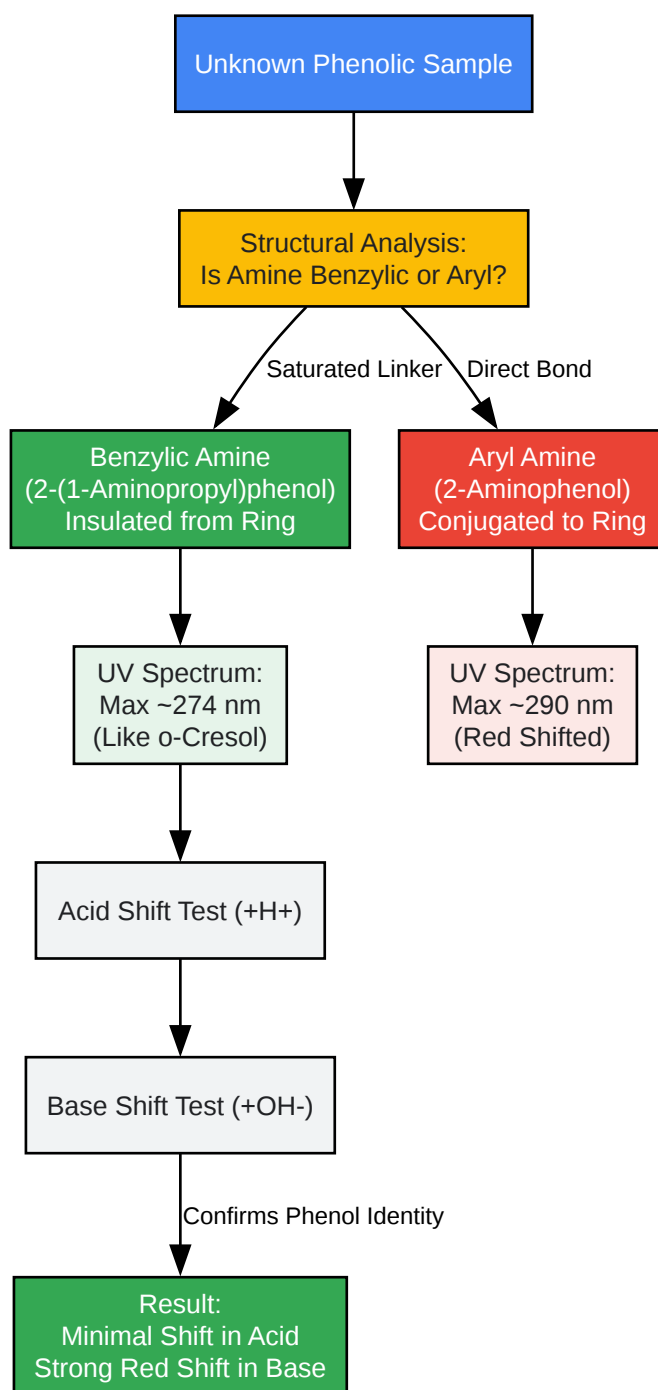 Unknown Phenolic Sample
Structural Analysis:
Is Amine Benzylic or Aryl?
Saturated Linker
Direct Bond
Benzylic Amine
(2-(1-Aminopropyl)phenol)
Insulated from Ring
Aryl Amine
(2-Aminophenol)
Conjugated to Ring
UV Spectrum:
Max ~274 nm
(Like o-Cresol)
UV Spectrum:
Max ~290 nm
(Red Shifted)
Acid Shift Test (+H+)
Base Shift Test (+OH-)
Confirms Phenol Identity
Result:
Minimal Shift in Acid
Strong Red Shift in Base